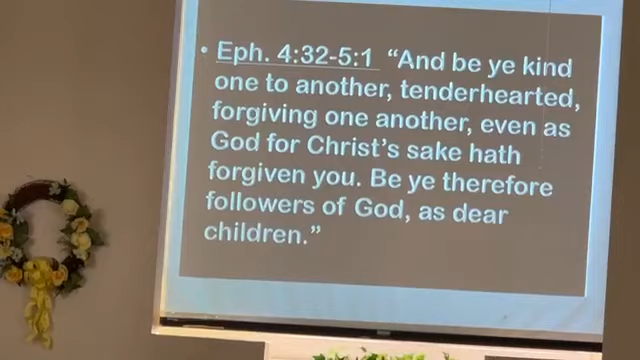 • Eph. 4:32-5:1 “And be ye kind
one to another, tenderhearted,
forgiving one another, even as
God for Christ’s sake hath
forgiven you. Be ye therefore
followers of God, as dear
children.”